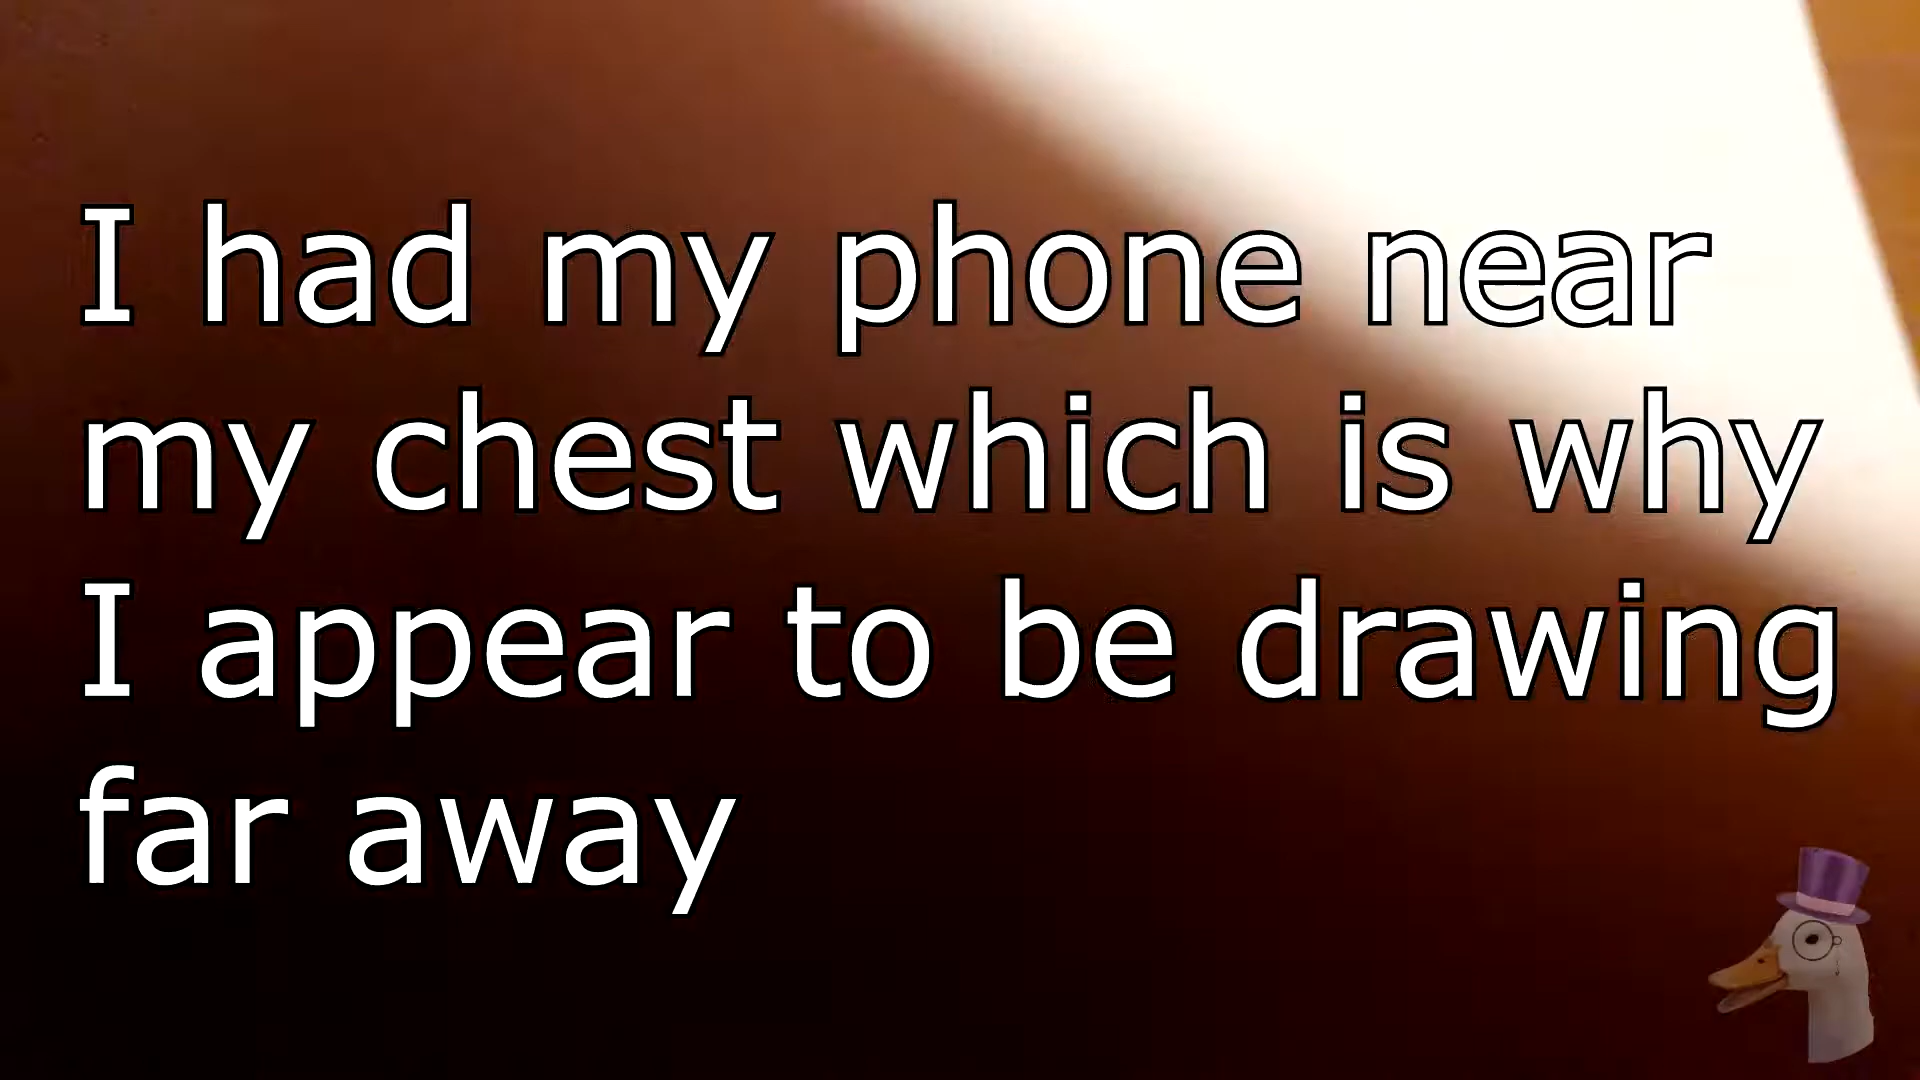 I had my phone near
my chest which is why
I appear to be drawing
far away